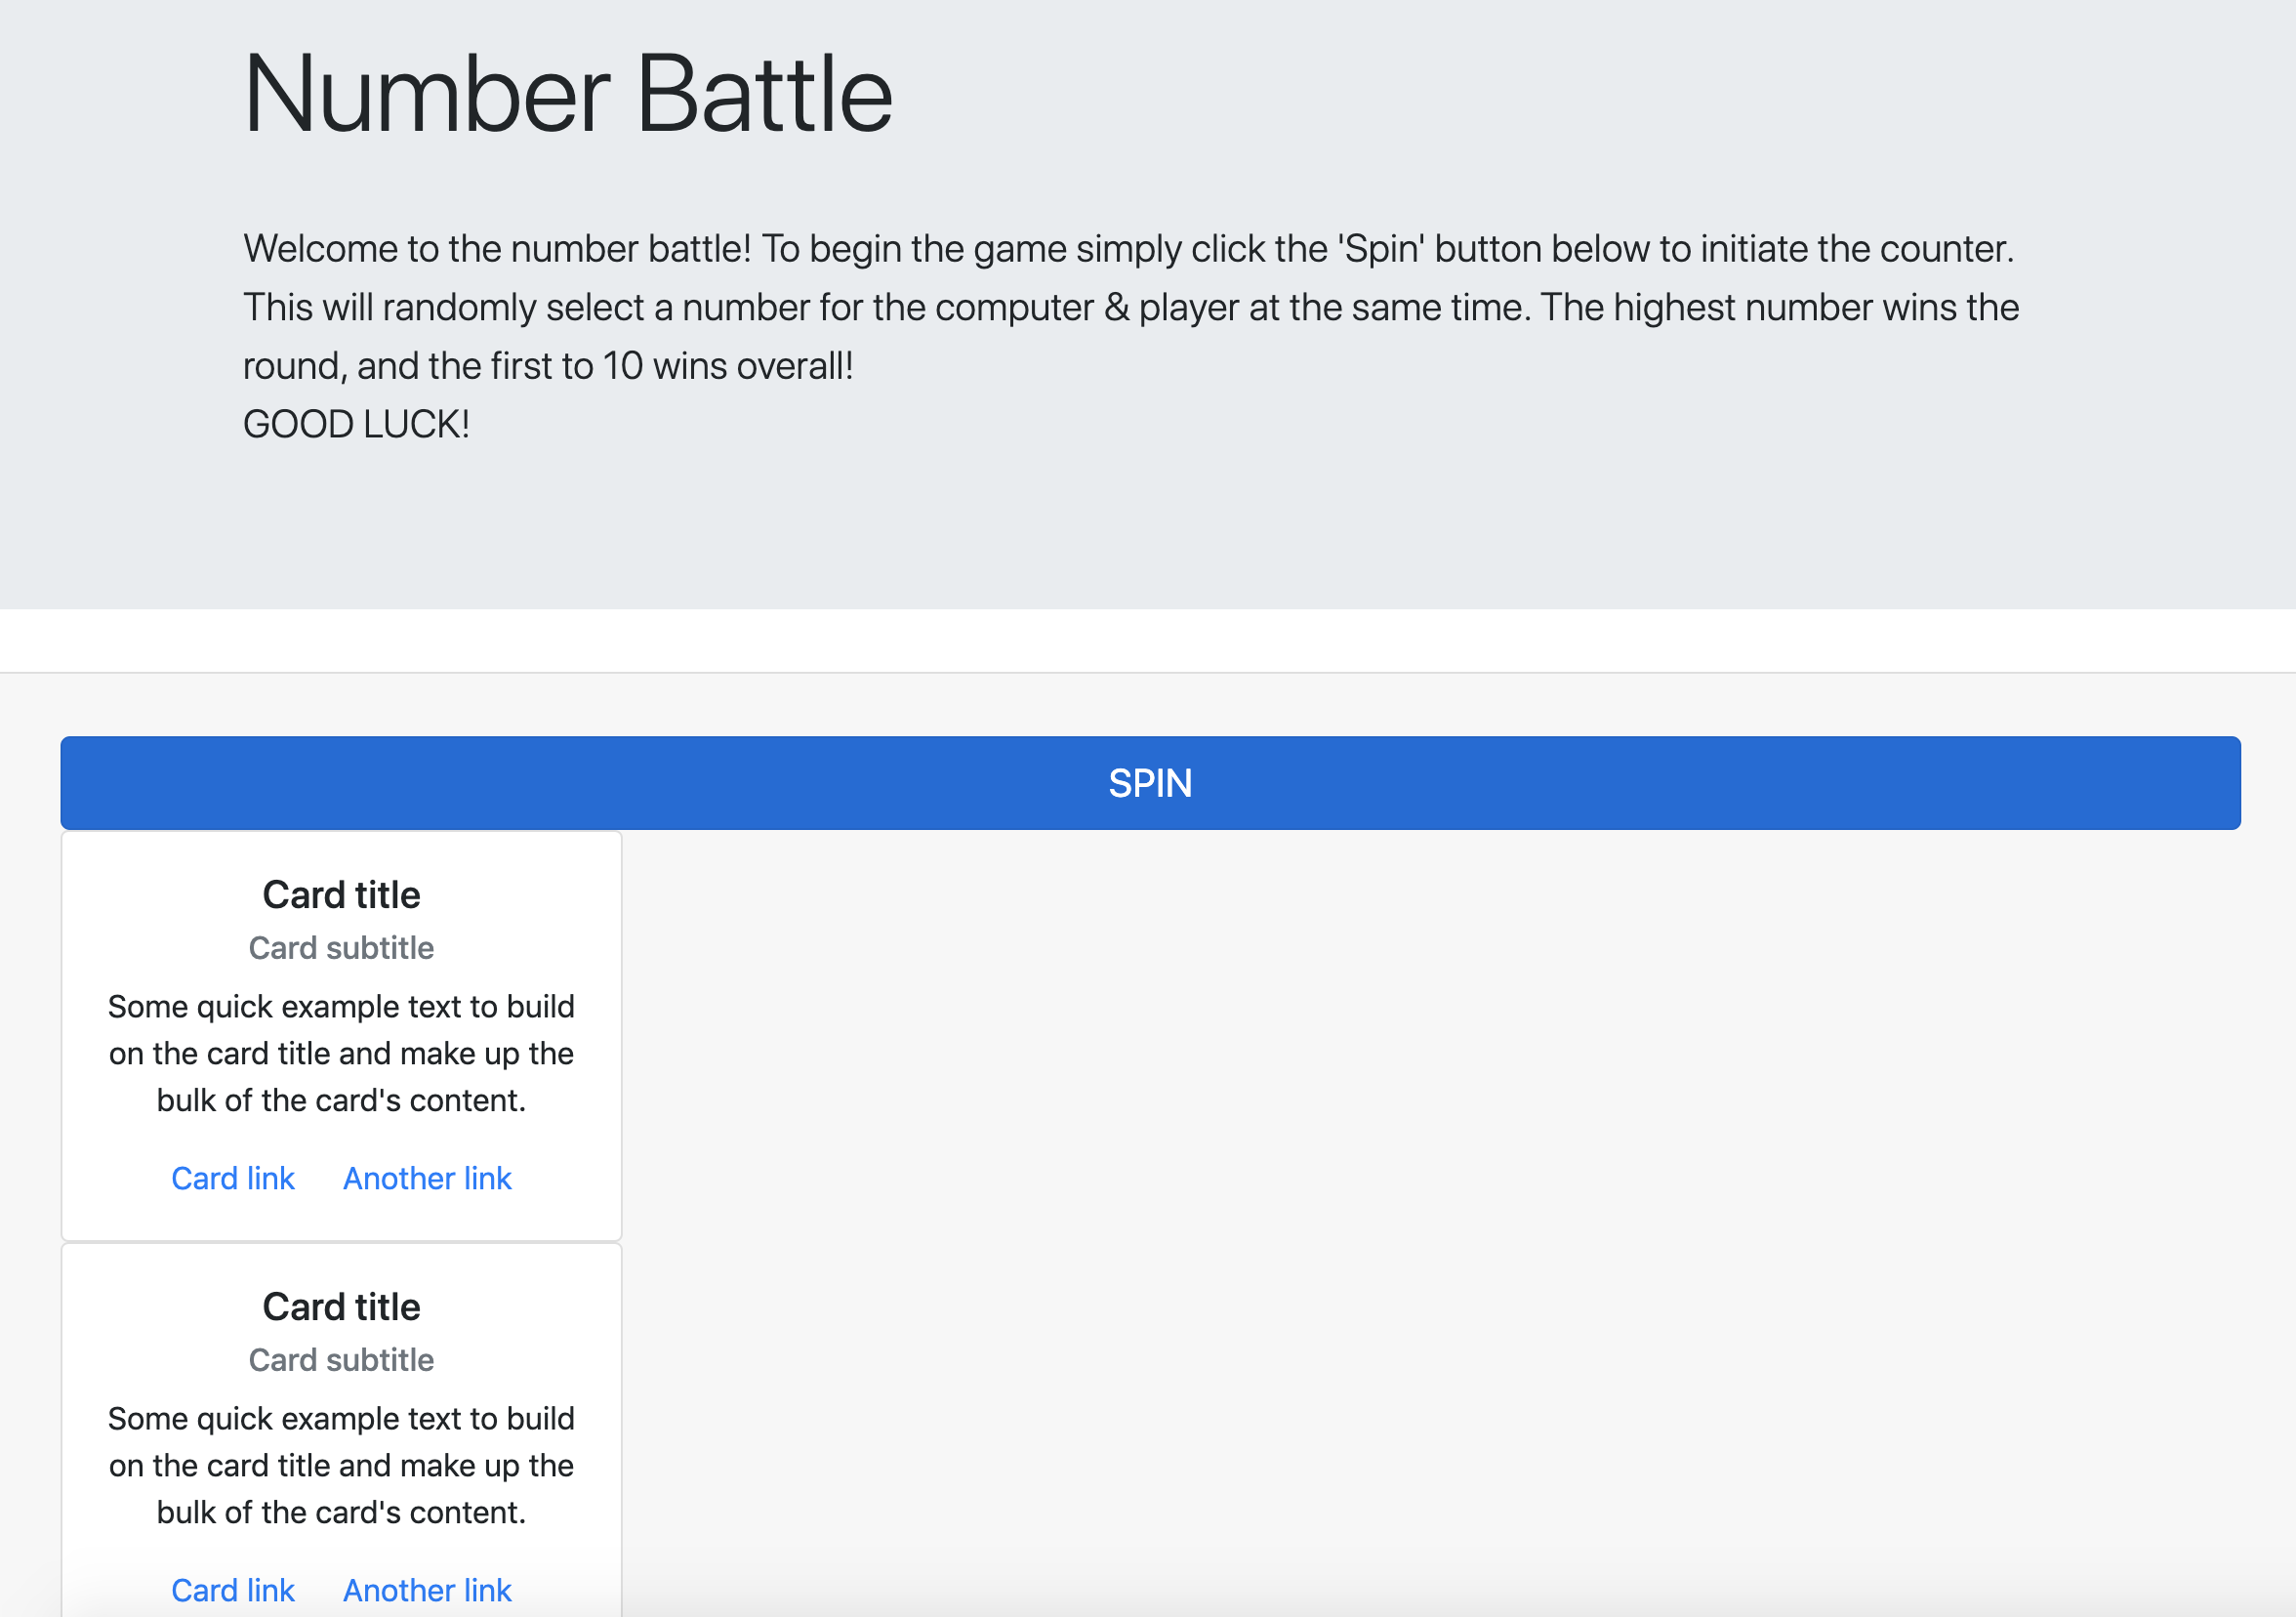 Number Battle
Welcome to the number battle! To begin the game simply click the 'Spin' button below to initiate the counter.
This will randomly select a number for the computer & player at the same time. The highest number wins the
round, and the first to 10 wins overall!
GOOD LUCK!
SPIN
Card title
Card subtitle
Some quick example text to build
on the card title and make up the
bulk of the card's content.
Card link Another link
Card title
Card subtitle
Some quick example text to build
on the card title and make up the
bulk of the card's content.
Card link Another link